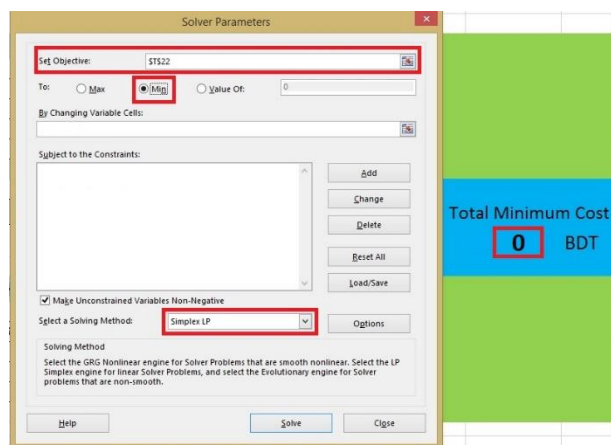 Solver Parameters
Set Objective: $T$22
To: Max Min Value Of: 0
By Changing Variable Cells:
Subject to the Constraints:
Add
Change
Delete
Reset All
Load/Save
Make Unconstrained Variables Non-Negative
Select a Solving Method: Simplex LP Options
Solving Method
Select the GRG Nonlinear engine for Solver Problems that are smooth nonlinear. Select the LP
Simplex engine for linear Solver Problems, and select the Evolutionary engine for Solver
problems that are non-smooth.
Help Solve Close
Total Minimum Cost
0 BDT